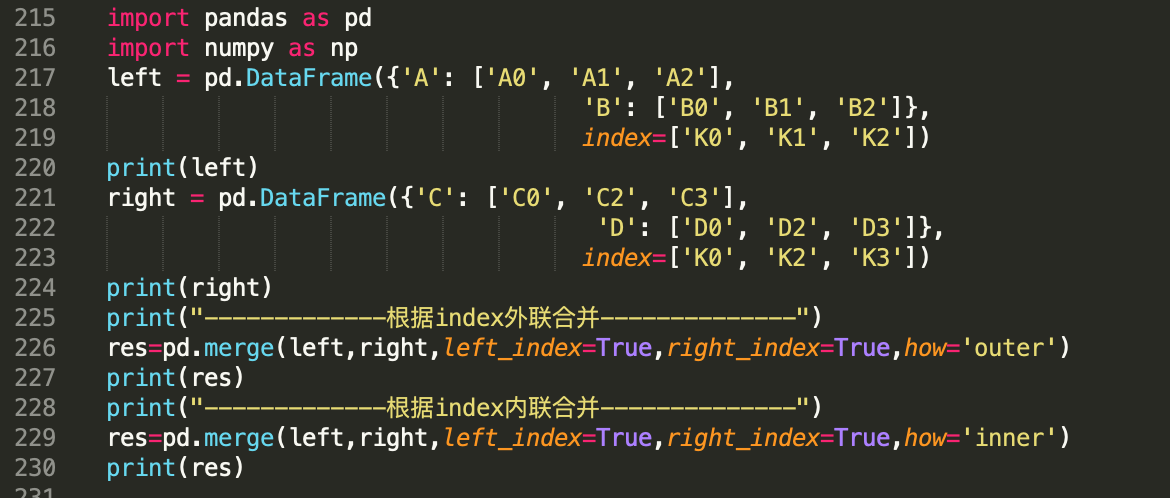 215 import pandas as pd
216 import numpy as np
217 left = pd.DataFrame({'A': ['A0', 'A1', 'A2'],
218 'B': ['B0', 'B1', 'B2']},
219 index=['K0', 'K1', 'K2'])
220 print(left)
221 right = pd.DataFrame({'C': ['C0', 'C2', 'C3'],
222 'D': ['D0', 'D2', 'D3']},
223 index=['K0', 'K2', 'K3'])
224 print(right)
225 print("-------------根据index外联合并--------------")
226 res=pd.merge(left,right,left_index=True,right_index=True,how='outer')
227 print(res)
228 print("-------------根据index内联合并--------------")
229 res=pd.merge(left,right,left_index=True,right_index=True,how='inner')
230 print(res)
231